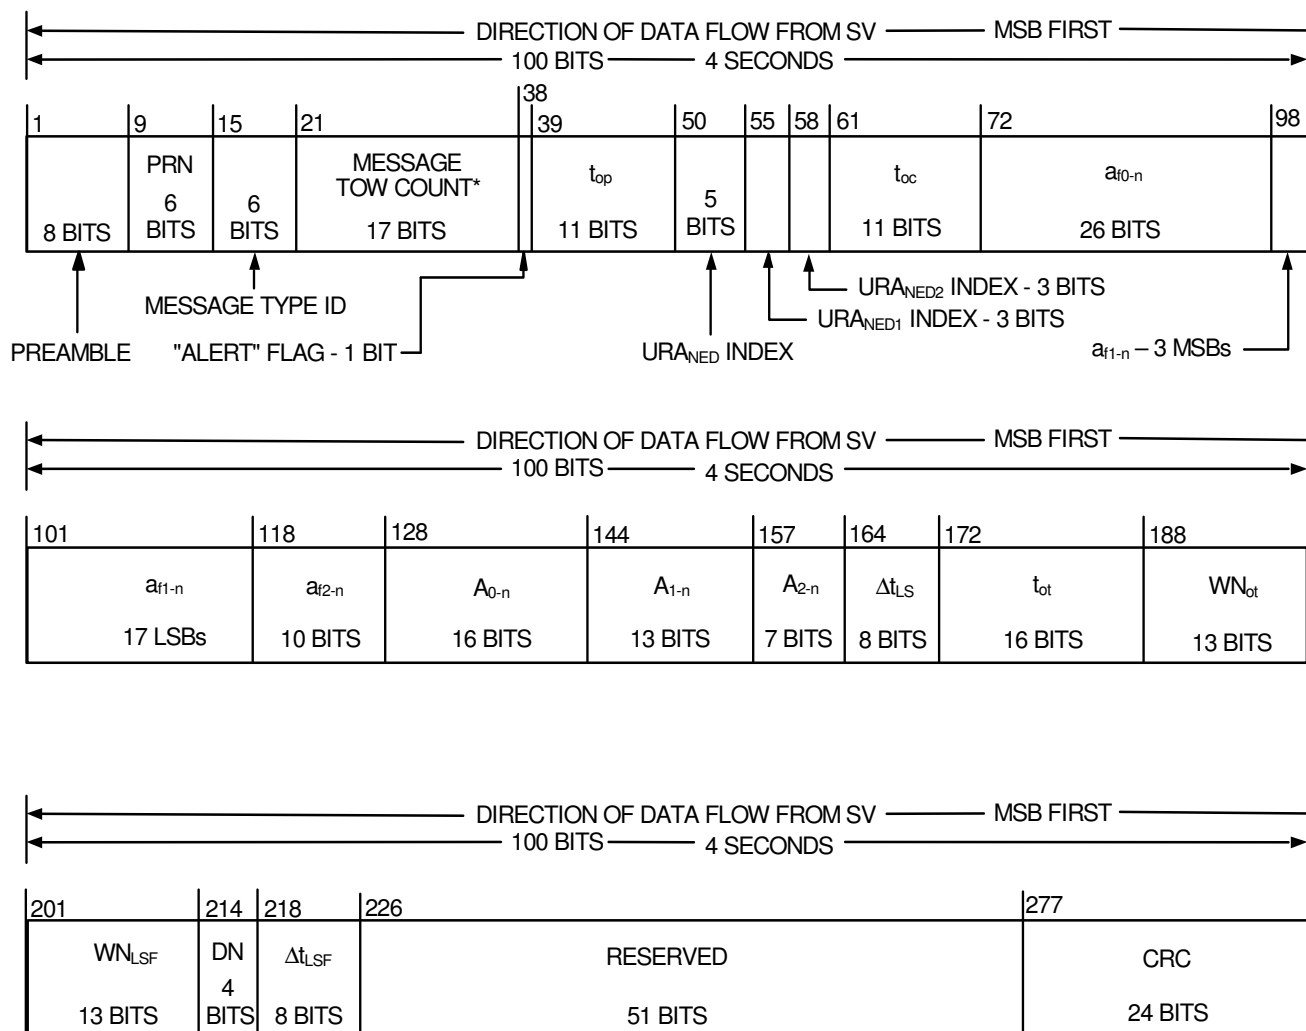 DIRECTION OF DATA FLOW FROM SV MSB FIRST
100 BITS 4 SECONDS
1 9 15 21 38 39 50 55 58 61 72 98
PRN MESSAGE TOW COUNT* t_op t_oc a_f0-n
8 BITS 6 BITS 6 BITS 17 BITS 11 BITS 5 BITS 11 BITS 26 BITS
URA_NED2 INDEX - 3 BITS
MESSAGE TYPE ID URA_NED1 INDEX - 3 BITS
PREAMBLE "ALERT" FLAG - 1 BIT URA_NED INDEX a_f1-n – 3 MSBs
DIRECTION OF DATA FLOW FROM SV MSB FIRST
100 BITS 4 SECONDS
101 118 128 144 157 164 172 188
a_f1-n a_f2-n A_0-n A_1-n A_2-n Δt_LS t_ot WN_ot
17 LSBs 10 BITS 16 BITS 13 BITS 7 BITS 8 BITS 16 BITS 13 BITS
DIRECTION OF DATA FLOW FROM SV MSB FIRST
100 BITS 4 SECONDS
201 214 218 226 277
WN_LSF DN Δt_LSF RESERVED CRC
13 BITS 4 BITS 8 BITS 51 BITS 24 BITS